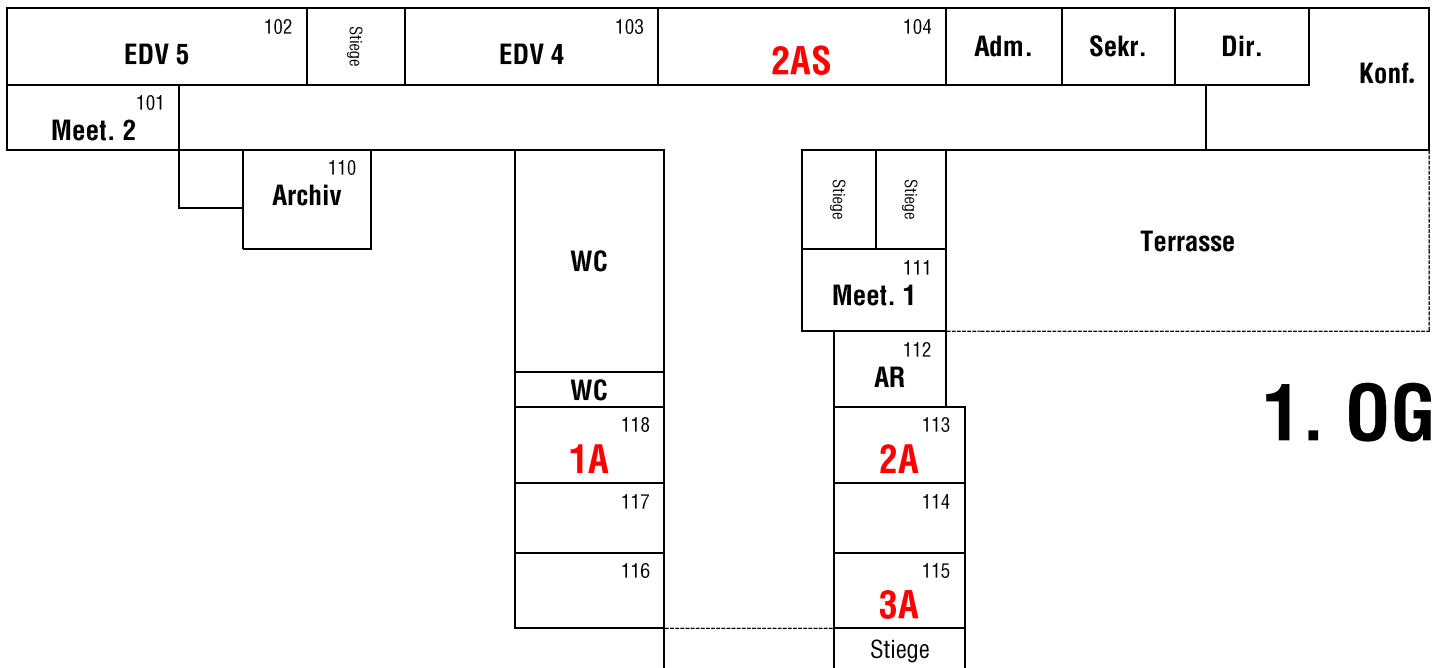 102
EDV 5
Stiege
103
EDV 4
104
2AS
Adm.
Sekr.
Dir.
Konf.
101
Meet. 2
110
Archiv
WC
Stiege
Stiege
Terrasse
111
Meet. 1
112
AR
WC
1. OG
118
1A
113
2A
117
114
116
115
3A
Stiege